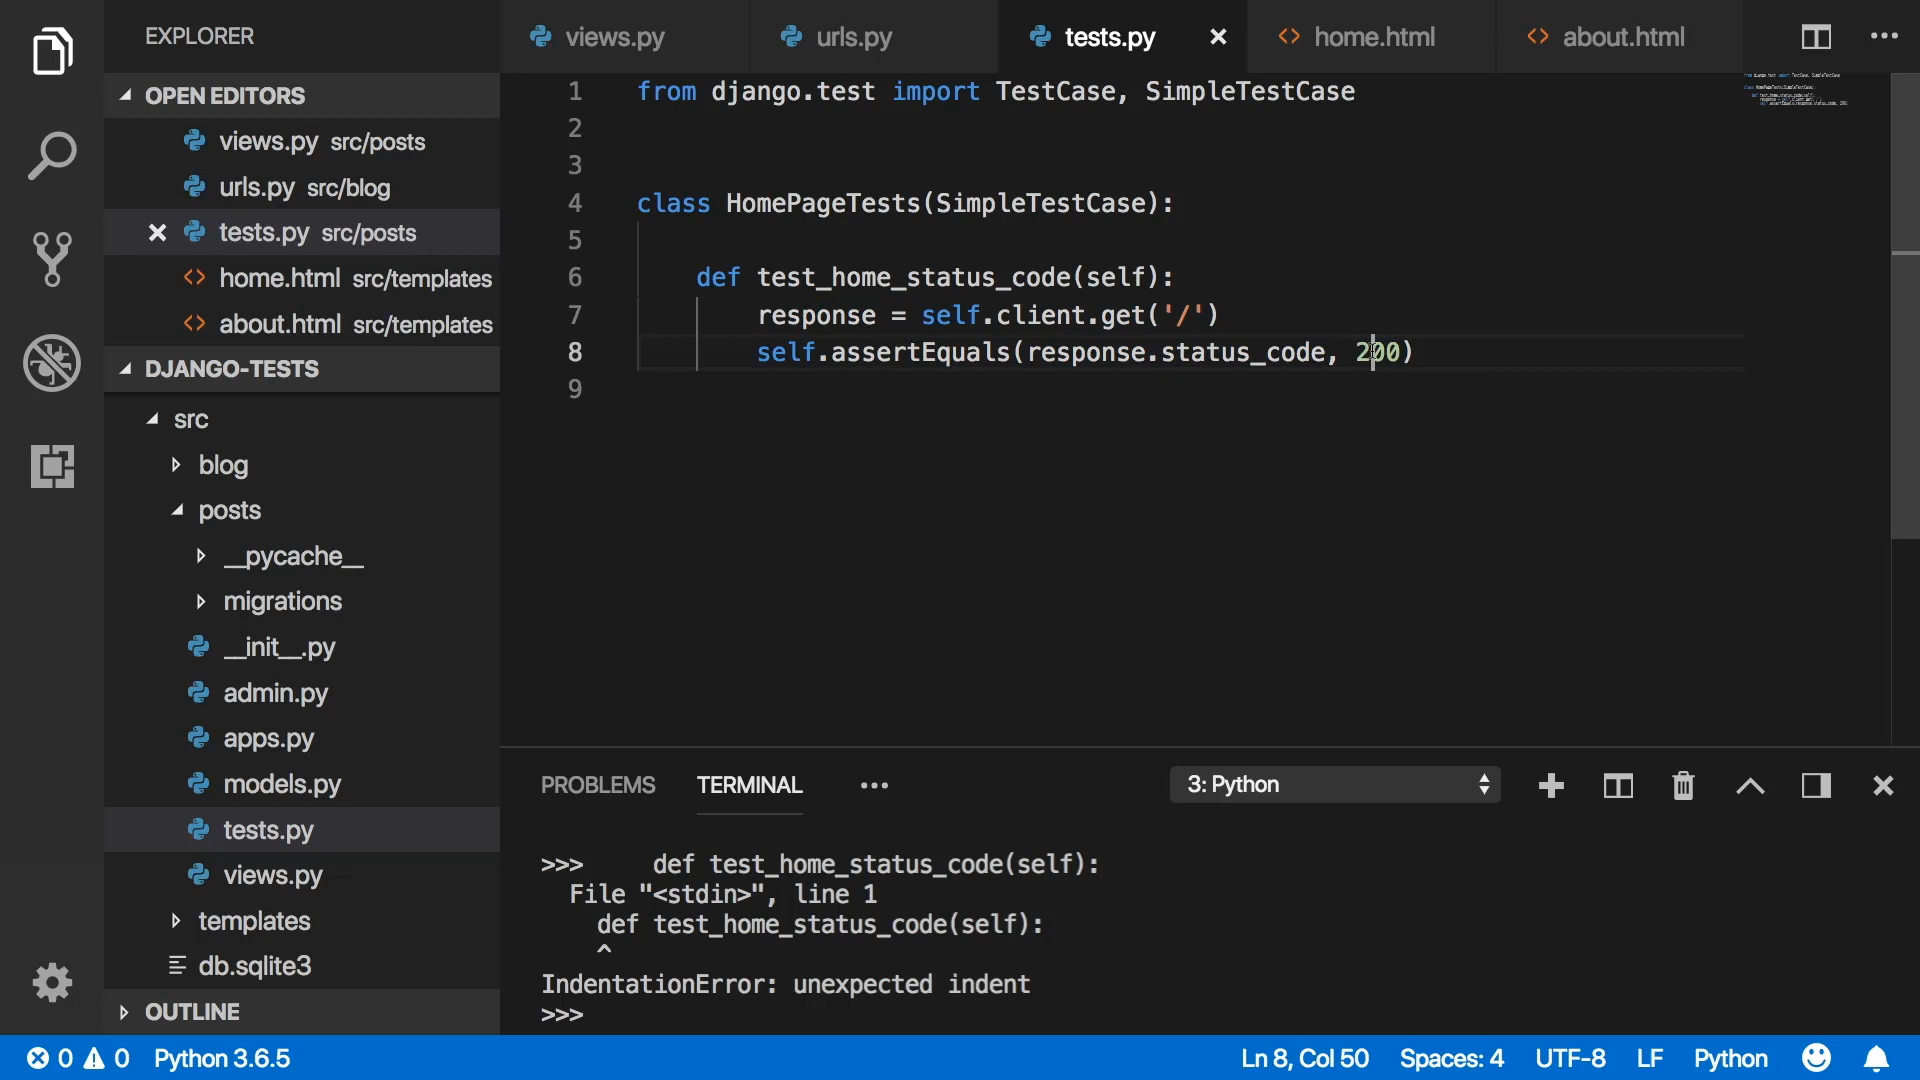 EXPLORER
OPEN EDITORS
views.py src/posts
urls.py src/blog
tests.py src/posts
home.html src/templates
about.html src/templates
DJANGO-TESTS
src
blog
posts
__pycache__
migrations
__init__.py
admin.py
apps.py
models.py
tests.py
views.py
templates
db.sqlite3
OUTLINE
views.py
urls.py
tests.py
home.html
about.html
1 from django.test import TestCase, SimpleTestCase
2
3
4 class HomePageTests(SimpleTestCase):
5
6 def test_home_status_code(self):
7 response = self.client.get('/')
8 self.assertEquals(response.status_code, 200)
9
PROBLEMS TERMINAL ••• 3: Python
>>> def test_home_status_code(self):
File "<stdin>", line 1
def test_home_status_code(self):
^
IndentationError: unexpected indent
>>>
0 0 Python 3.6.5 Ln 8, Col 50 Spaces: 4 UTF-8 LF Python